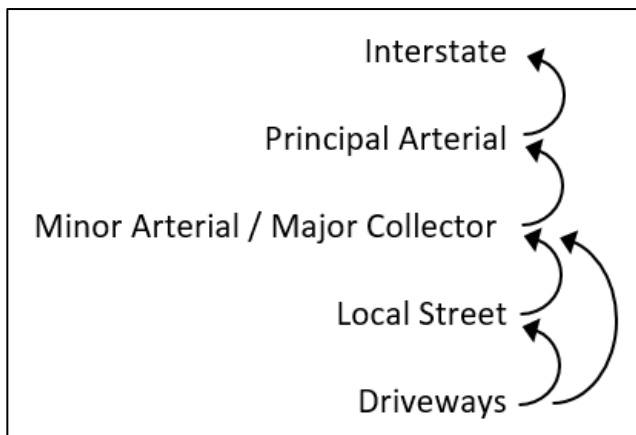 Interstate
Principal Arterial
Minor Arterial / Major Collector
Local Street
Driveways